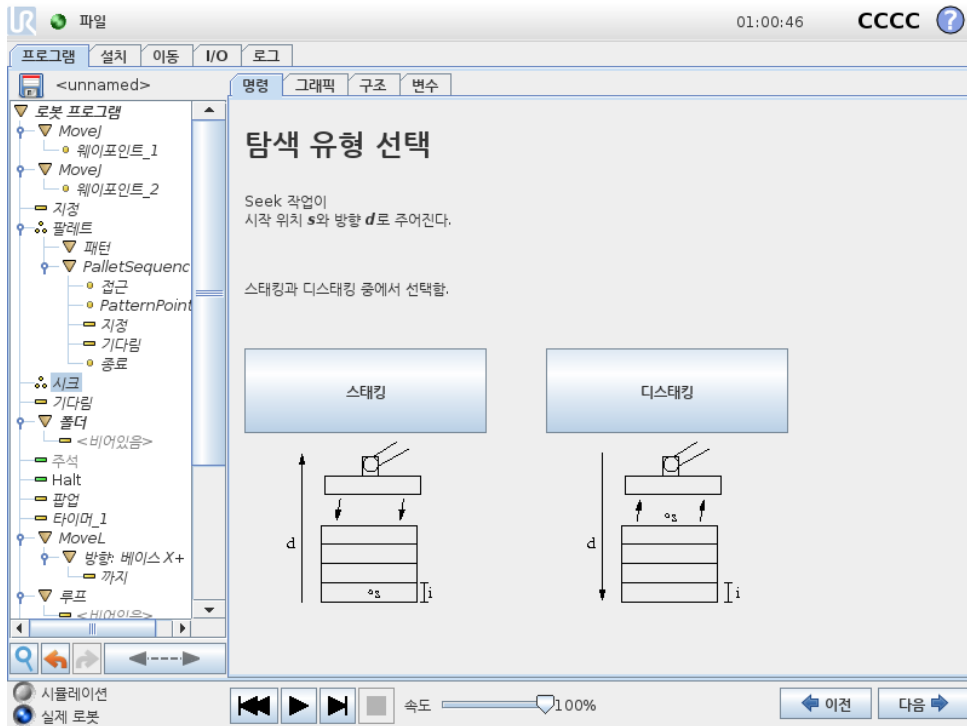 UR 파일 01:00:46 CCCC ?
프로그램 설치 이동 I/O 로그
<unnamed>
명령 그래픽 구조 변수
로봇 프로그램
MoveJ
웨이포인트_1
MoveJ
웨이포인트_2
지정
팔레트
패턴
PalletSequenc
접근
PatternPoint
지정
기다림
종료
시크
기다림
폴더
<비어있음>
주석
Halt
팝업
타이머_1
MoveL
방향: 베이스 X+
까지
루프
<비어있음>
탐색 유형 선택
Seek 작업이
시작 위치 s와 방향 d로 주어진다.
스태킹과 디스태킹 중에서 선택함.
스태킹
디스태킹
d
s
i
d
s
i
시뮬레이션
실제 로봇
속도 100%
이전
다음